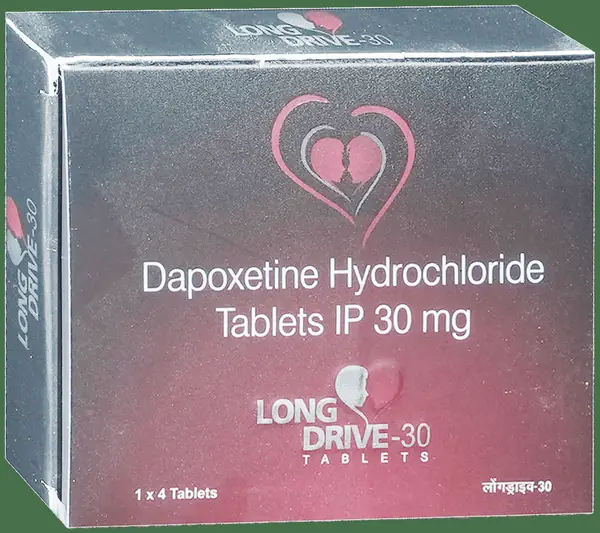 LONG
DRIVE-30
LONG
DRIVE-30
Dapoxetine Hydrochloride
Tablets IP 30 mg
LONG
DRIVE-30
TABLETS
1 x 4 Tablets
लोंगड्राइव-30